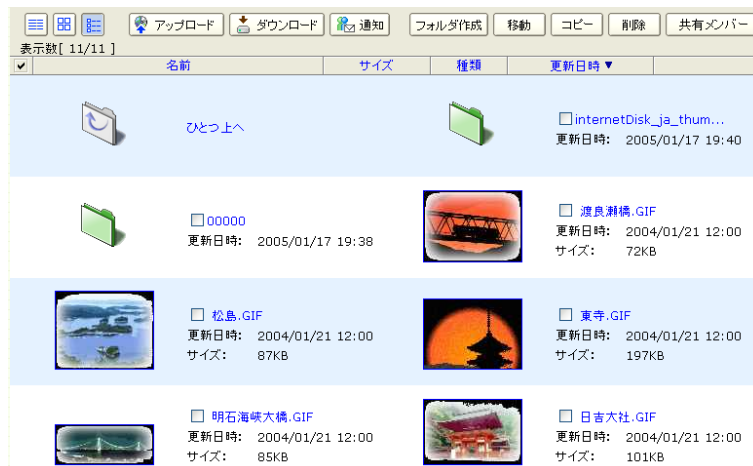 アップロード ダウンロード 通知 フォルダ作成 移動 コピー 削除 共有メンバー
表示数[ 11/11 ]
名前 サイズ 種類 更新日時▼
ひとつ上へ
internetDisk_ja_thum...
更新日時: 2005/01/17 19:40
00000
更新日時: 2005/01/17 19:38
渡良瀬橋.GIF
更新日時: 2004/01/21 12:00
サイズ: 72KB
松島.GIF
更新日時: 2004/01/21 12:00
サイズ: 87KB
東寺.GIF
更新日時: 2004/01/21 12:00
サイズ: 197KB
明石海峡大橋.GIF
更新日時: 2004/01/21 12:00
サイズ: 85KB
日吉大社.GIF
更新日時: 2004/01/21 12:00
サイズ: 101KB